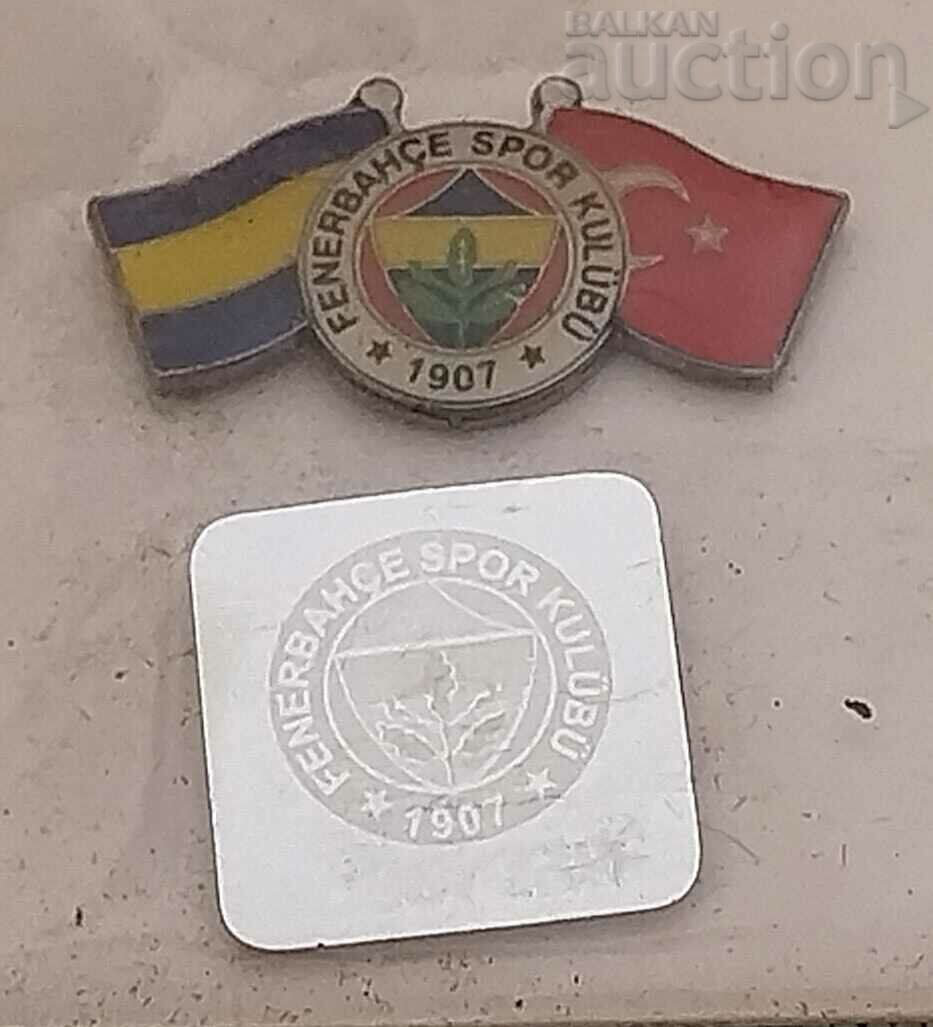 BALKAN
auction
FENERBAHÇE SPOR KULÜBÜ
★ 1907 ★
FENERBAHÇE SPOR KULÜBÜ
★ 1907 ★